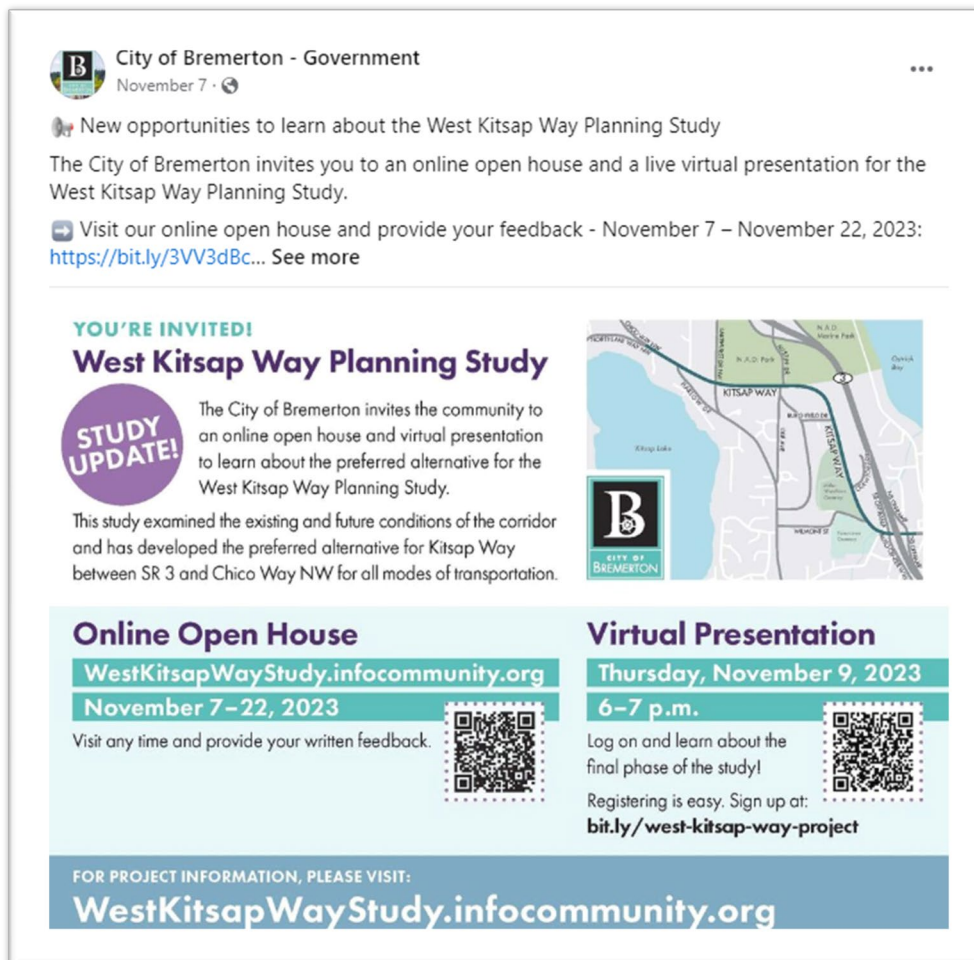 City of Bremerton - Government
November 7 ·
New opportunities to learn about the West Kitsap Way Planning Study
The City of Bremerton invites you to an online open house and a live virtual presentation for the
West Kitsap Way Planning Study.
Visit our online open house and provide your feedback - November 7 – November 22, 2023:
https://bit.ly/3VV3dBc... See more
YOU'RE INVITED!
West Kitsap Way Planning Study
STUDY
UPDATE!
The City of Bremerton invites the community to
an online open house and virtual presentation
to learn about the preferred alternative for the
West Kitsap Way Planning Study.
This study examined the existing and future conditions of the corridor
and has developed the preferred alternative for Kitsap Way
between SR 3 and Chico Way NW for all modes of transportation.
N.A.D.
Marine Park
N.A.D. Park
Ostrich
Bay
3
KITSAP WAY
KITSAP WAY
Kitsap Lake
B
CITY OF
BREMERTON
Online Open House
WestKitsapWayStudy.infocommunity.org
November 7–22, 2023
Visit any time and provide your written feedback.
Virtual Presentation
Thursday, November 9, 2023
6–7 p.m.
Log on and learn about the
final phase of the study!
Registering is easy. Sign up at:
bit.ly/west-kitsap-way-project
FOR PROJECT INFORMATION, PLEASE VISIT:
WestKitsapWayStudy.infocommunity.org